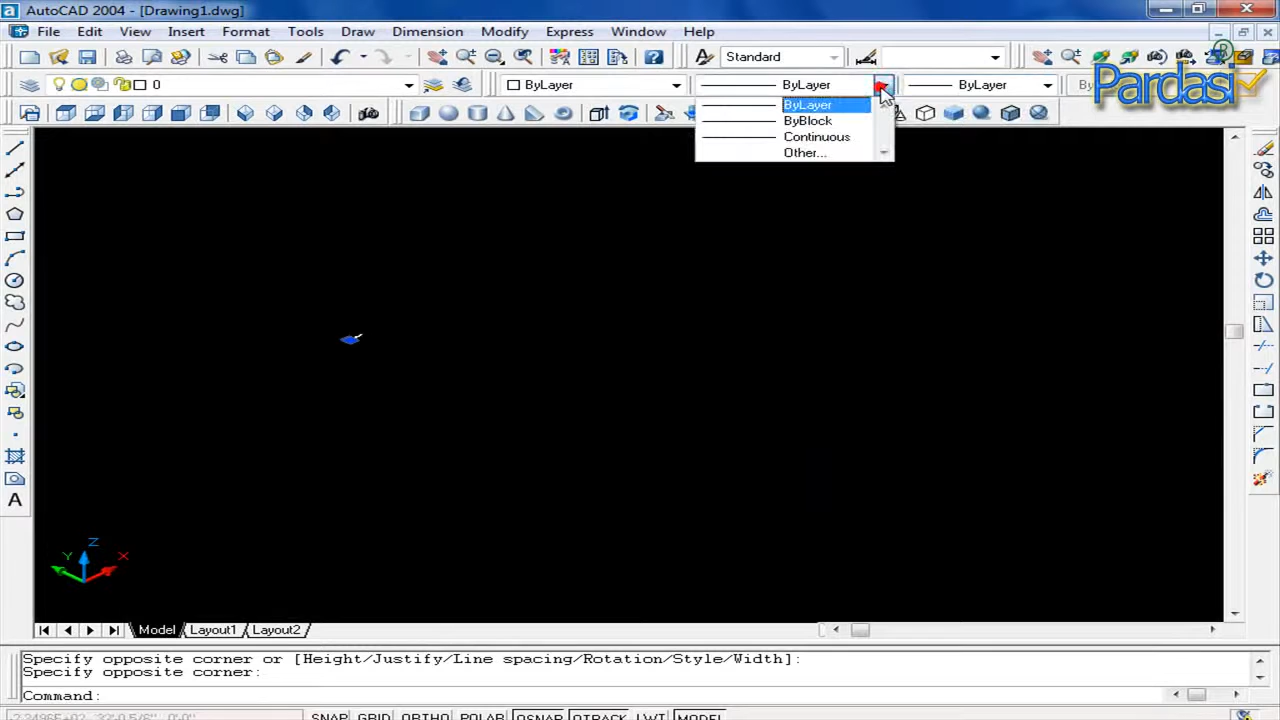 AutoCAD 2004 - [Drawing1.dwg]
File Edit View Insert Format Tools Draw Dimension Modify Express Window Help
Standard
0 ByLayer ByLayer ByLayer
Pardasi
ByLayer
ByBlock
Continuous
Other...
Z
Y X
Model Layout1 Layout2
Specify opposite corner or [Height/Justify/Line spacing/Rotation/Style/Width]:
Specify opposite corner:
Command:
SNAP GRID ORTHO POLAR OSNAP OTRACK LWT MODEL